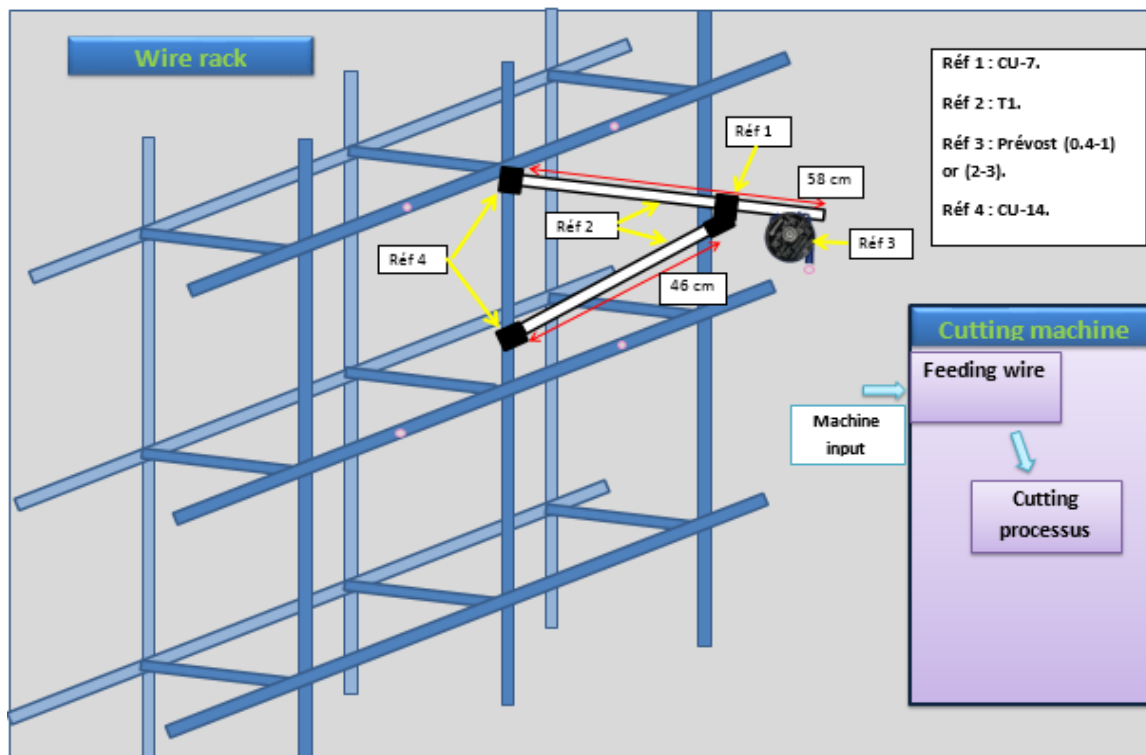 Wire rack
Réf 1 : CU-7.
Réf 2 : T1.
Réf 3 : Prévost (0.4-1)
or (2-3).
Réf 4 : CU-14.
Réf 1
58 cm
Réf 2
Réf 3
Réf 4
46 cm
Cutting machine
Feeding wire
Machine
input
Cutting
processus